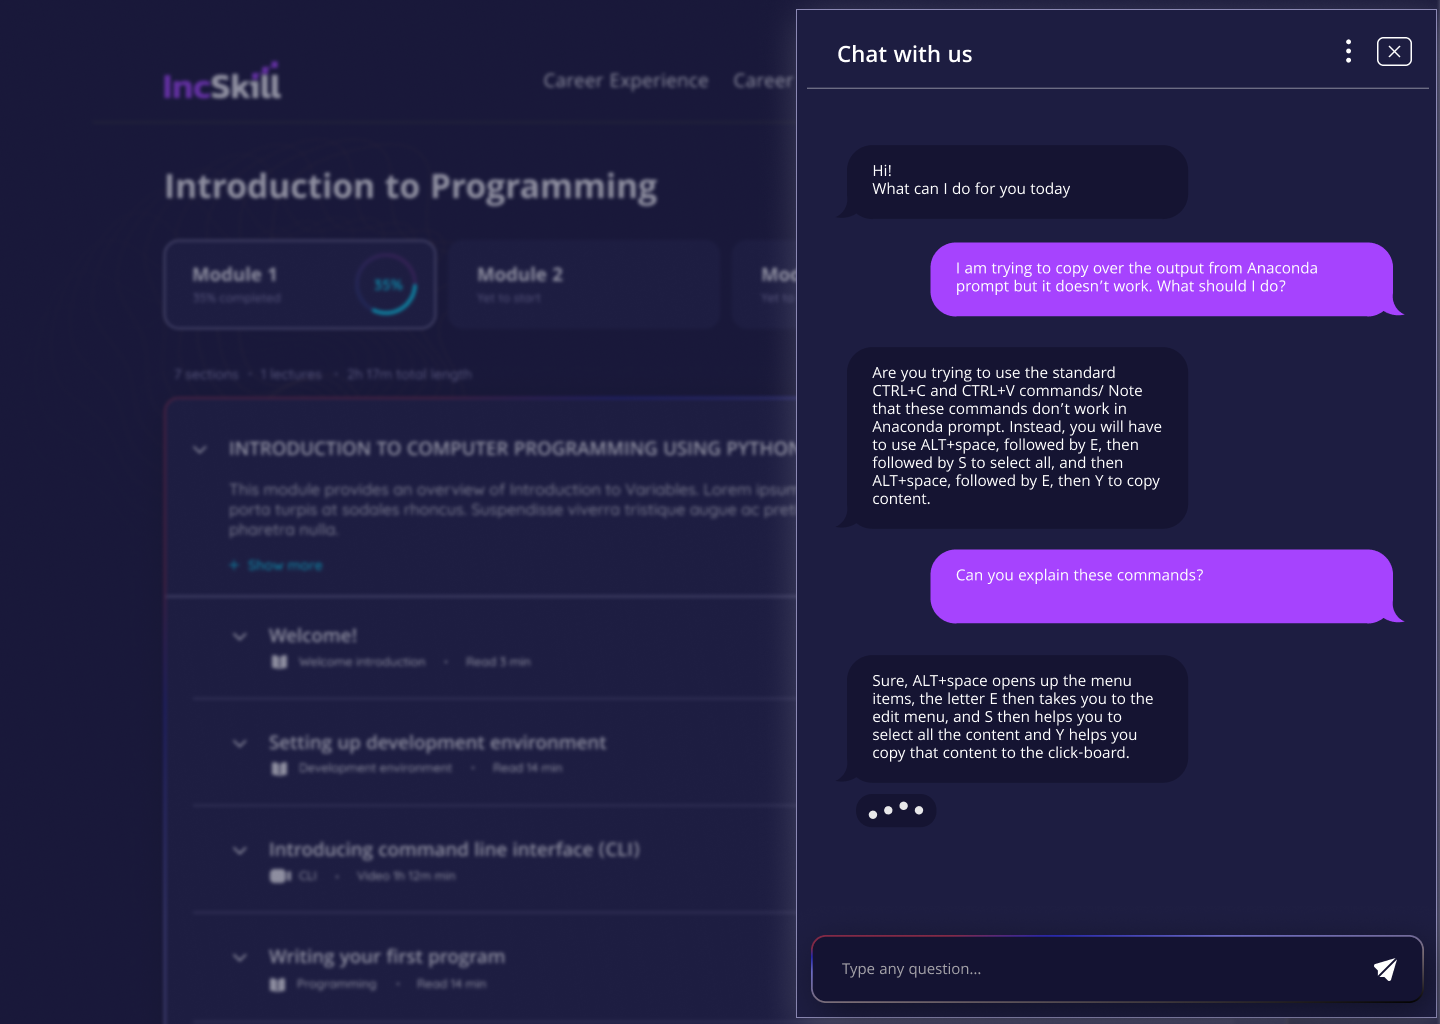 IncSkill
Career Experience
Career
Introduction to Programming
Module 1
35% completed
35%
Module 2
Yet to start
Yet to
7 sections • 1 lectures • 2h 17m total length
INTRODUCTION TO COMPUTER PROGRAMMING USING PYTHON
This module provides an overview of Introduction to Variables. Lorem ipsum
porta turpis at sodales rhoncus. Suspendisse viverra tristique augue ac
pharetra nulla.
+ Show more
Welcome!
Welcome introduction • Read 3 min
Setting up development environment
Development environment • Read 14 min
Introducing command line interface (CLI)
CLI • Video 1h 12m min
Writing your first program
Programming • Read 14 min
Chat with us
Hi!
What can I do for you today
I am trying to copy over the output from Anaconda
prompt but it doesn’t work. What should I do?
Are you trying to use the standard
CTRL+C and CTRL+V commands/ Note
that these commands don’t work in
Anaconda prompt. Instead, you will have
to use ALT+space, followed by E, then
followed by S to select all, and then
ALT+space, followed by E, then Y to copy
content.
Can you explain these commands?
Sure, ALT+space opens up the menu
items, the letter E then takes you to the
edit menu, and S then helps you to
select all the content and Y helps you
copy that content to the click-board.
Type any question...